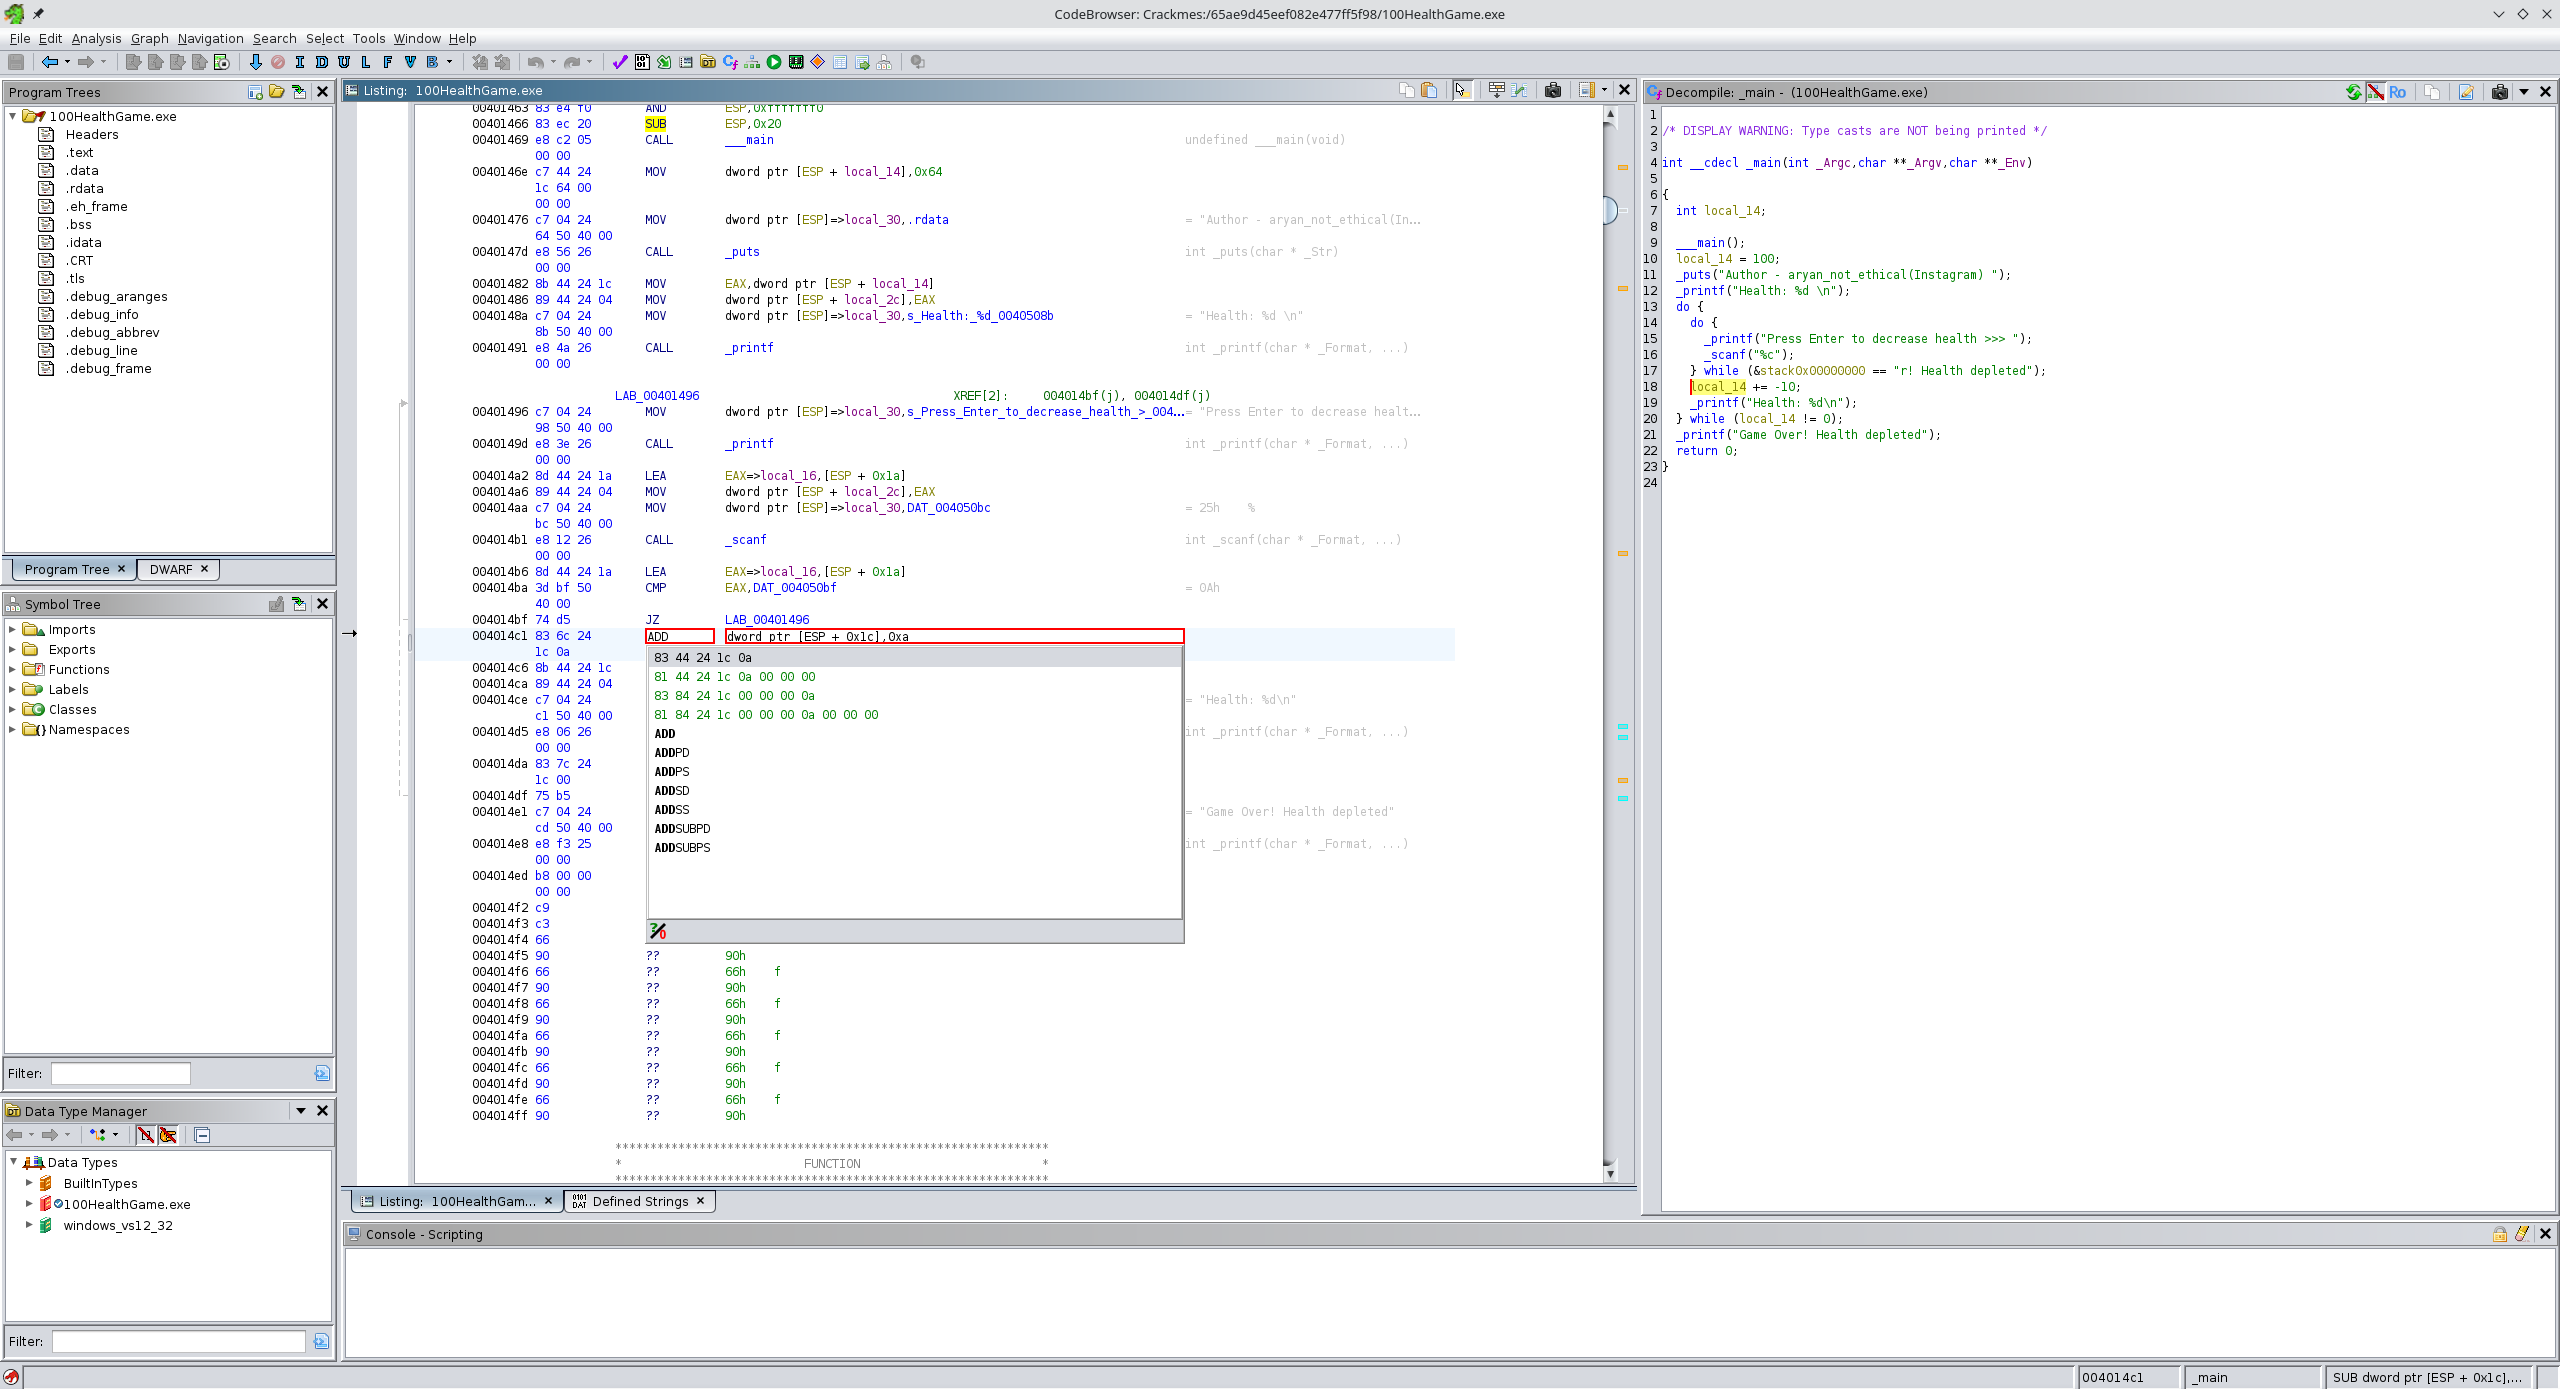 CodeBrowser: Crackmes:/65ae9d45eef082e477ff5f98/100HealthGame.exe
File Edit Analysis Graph Navigation Search Select Tools Window Help
I D U L F V B
Program Trees
100HealthGame.exe
Headers
.text
.data
.rdata
.eh_frame
.bss
.idata
.CRT
.tls
.debug_aranges
.debug_info
.debug_abbrev
.debug_line
.debug_frame
Program Tree
DWARF
Symbol Tree
Imports
Exports
Functions
Labels
Classes
Namespaces
Filter:
Data Type Manager
Data Types
BuiltInTypes
100HealthGame.exe
windows_vs12_32
Filter:
Listing: 100HealthGame.exe
00401463 83 e4 f0 AND ESP,0xfffffff0
00401466 83 ec 20 SUB ESP,0x20
00401469 e8 c2 05 CALL ___main undefined ___main(void)
00 00
0040146e c7 44 24 MOV dword ptr [ESP + local_14],0x64
1c 64 00
00 00
00401476 c7 04 24 MOV dword ptr [ESP]=>local_30,.rdata = "Author - aryan_not_ethical(In...
64 50 40 00
0040147d e8 56 26 CALL _puts int _puts(char * _Str)
00 00
00401482 8b 44 24 1c MOV EAX,dword ptr [ESP + local_14]
00401486 89 44 24 04 MOV dword ptr [ESP + local_2c],EAX
0040148a c7 04 24 MOV dword ptr [ESP]=>local_30,s_Health:_%d_0040508b = "Health: %d \n"
8b 50 40 00
00401491 e8 4a 26 CALL _printf int _printf(char * _Format, ...)
00 00
LAB_00401496 XREF[2]: 004014bf(j), 004014df(j)
00401496 c7 04 24 MOV dword ptr [ESP]=>local_30,s_Press_Enter_to_decrease_health_>_004... = "Press Enter to decrease healt...
98 50 40 00
0040149d e8 3e 26 CALL _printf int _printf(char * _Format, ...)
00 00
004014a2 8d 44 24 1a LEA EAX=>local_16,[ESP + 0x1a]
004014a6 89 44 24 04 MOV dword ptr [ESP + local_2c],EAX
004014aa c7 04 24 MOV dword ptr [ESP]=>local_30,DAT_004050bc = 25h %
bc 50 40 00
004014b1 e8 12 26 CALL _scanf int _scanf(char * _Format, ...)
00 00
004014b6 8d 44 24 1a LEA EAX=>local_16,[ESP + 0x1a]
004014ba 3d bf 50 CMP EAX,DAT_004050bf = 0Ah
40 00
004014bf 74 d5 JZ LAB_00401496
004014c1 83 6c 24 ADD dword ptr [ESP + 0x1c],0xa
1c 0a
004014c6 8b 44 24 1c
004014ca 89 44 24 04
004014ce c7 04 24 = "Health: %d\n"
c1 50 40 00
004014d5 e8 06 26 int _printf(char * _Format, ...)
00 00
004014da 83 7c 24
1c 00
004014df 75 b5
004014e1 c7 04 24 = "Game Over! Health depleted"
cd 50 40 00
004014e8 e8 f3 25 int _printf(char * _Format, ...)
00 00
004014ed b8 00 00
00 00
004014f2 c9
004014f3 c3
004014f4 66
004014f5 90 ?? 90h
004014f6 66 ?? 66h f
004014f7 90 ?? 90h
004014f8 66 ?? 66h f
004014f9 90 ?? 90h
004014fa 66 ?? 66h f
004014fb 90 ?? 90h
004014fc 66 ?? 66h f
004014fd 90 ?? 90h
004014fe 66 ?? 66h f
004014ff 90 ?? 90h
**************************************************************
* FUNCTION *
**************************************************************
83 44 24 1c 0a
81 44 24 1c 0a 00 00 00
83 84 24 1c 00 00 00 0a
81 84 24 1c 00 00 00 0a 00 00 00
ADD
ADDPD
ADDPS
ADDSD
ADDSS
ADDSUBPD
ADDSUBPS
Listing: 100HealthGam...
Defined Strings
Decompile: _main - (100HealthGame.exe)
Ro
1
2 /* DISPLAY WARNING: Type casts are NOT being printed */
3
4 int __cdecl _main(int _Argc,char **_Argv,char **_Env)
5
6 {
7 int local_14;
8
9 ___main();
10 local_14 = 100;
11 _puts("Author - aryan_not_ethical(Instagram) ");
12 _printf("Health: %d \n");
13 do {
14 do {
15 _printf("Press Enter to decrease health >>> ");
16 _scanf("%c");
17 } while (&stack0x00000000 == "r! Health depleted");
18 local_14 += -10;
19 _printf("Health: %d\n");
20 } while (local_14 != 0);
21 _printf("Game Over! Health depleted");
22 return 0;
23 }
24
Console - Scripting
004014c1
_main
SUB dword ptr [ESP + 0x1c],...